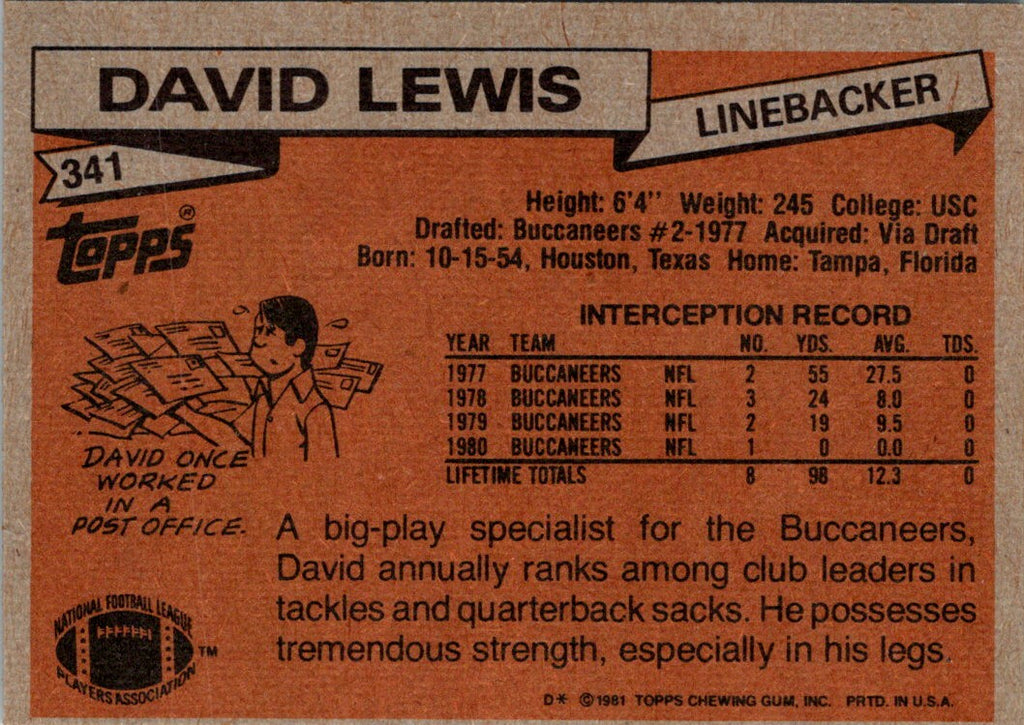 DAVID LEWIS
LINEBACKER
341
TOPPS®
Height: 6'4" Weight: 245 College: USC
Drafted: Buccaneers #2-1977 Acquired: Via Draft
Born: 10-15-54, Houston, Texas Home: Tampa, Florida
INTERCEPTION RECORD
YEAR TEAM NO. YDS. AVG. TDS.
1977 BUCCANEERS NFL 2 55 27.5 0
1978 BUCCANEERS NFL 3 24 8.0 0
1979 BUCCANEERS NFL 2 19 9.5 0
1980 BUCCANEERS NFL 1 0 0.0 0
LIFETIME TOTALS 8 98 12.3 0
DAVID ONCE
WORKED
IN A
POST OFFICE.
A big-play specialist for the Buccaneers,
David annually ranks among club leaders in
tackles and quarterback sacks. He possesses
tremendous strength, especially in his legs.
NATIONAL FOOTBALL LEAGUE
PLAYERS ASSOCIATION
TM
D* ©1981 TOPPS CHEWING GUM, INC. PRTD. IN U.S.A.